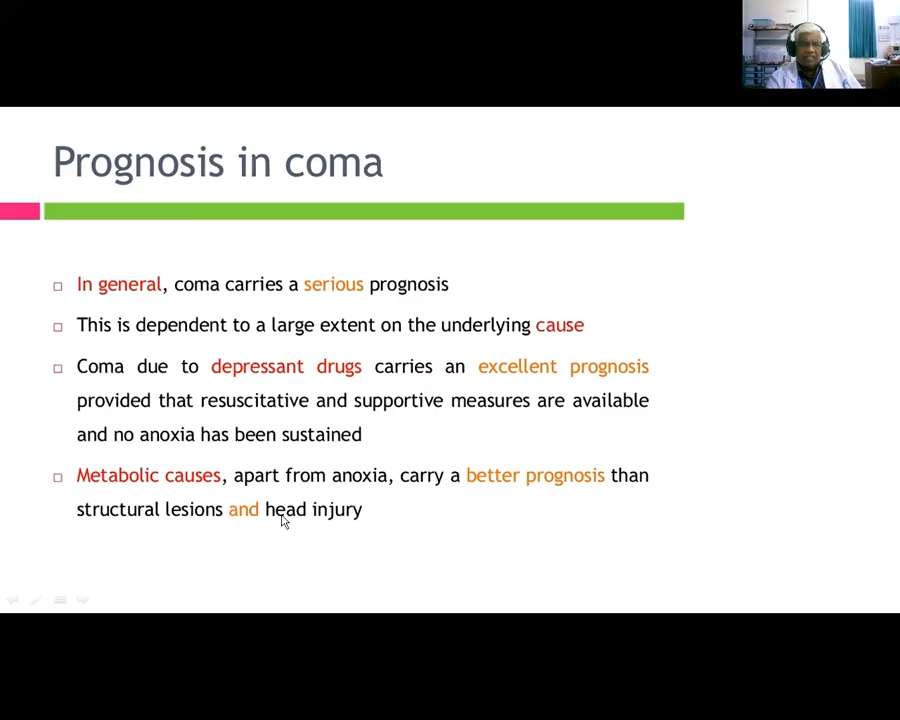 Prognosis in coma
In general, coma carries a serious prognosis
This is dependent to a large extent on the underlying cause
Coma due to depressant drugs carries an excellent prognosis
provided that resuscitative and supportive measures are available
and no anoxia has been sustained
Metabolic causes, apart from anoxia, carry a better prognosis than
structural lesions and head injury